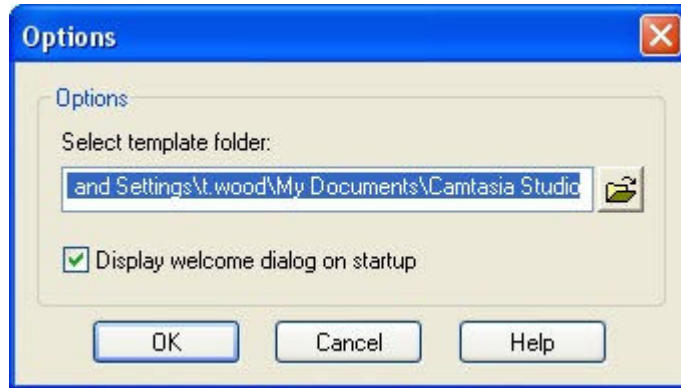 Options
Options
Select template folder:
and Settings\t.wood\My Documents\Camtasia Studio
Display welcome dialog on startup
OK Cancel Help